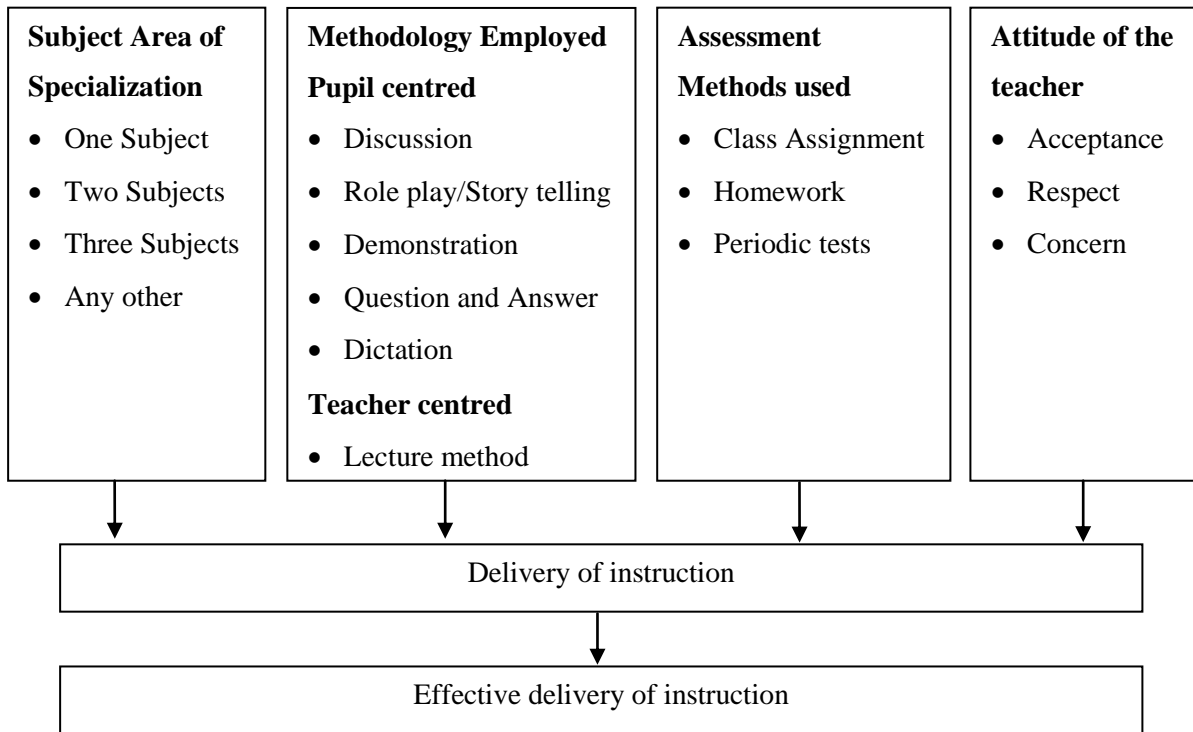 Subject Area of
Specialization
• One Subject
• Two Subjects
• Three Subjects
• Any other
Methodology Employed
Pupil centred
• Discussion
• Role play/Story telling
• Demonstration
• Question and Answer
• Dictation
Teacher centred
• Lecture method
Assessment
Methods used
• Class Assignment
• Homework
• Periodic tests
Attitude of the
teacher
• Acceptance
• Respect
• Concern
Delivery of instruction
Effective delivery of instruction